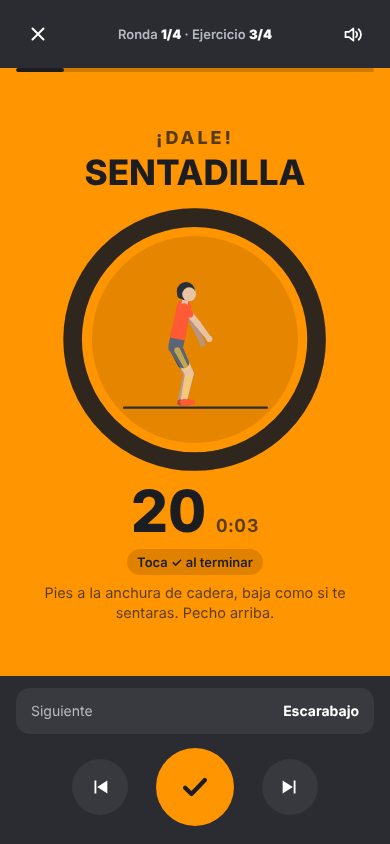 Ronda 1/4 · Ejercicio 3/4
¡DALE!
SENTADILLA
20 0:03
Toca ✓ al terminar
Pies a la anchura de cadera, baja como si te
sentaras. Pecho arriba.
Siguiente Escarabajo